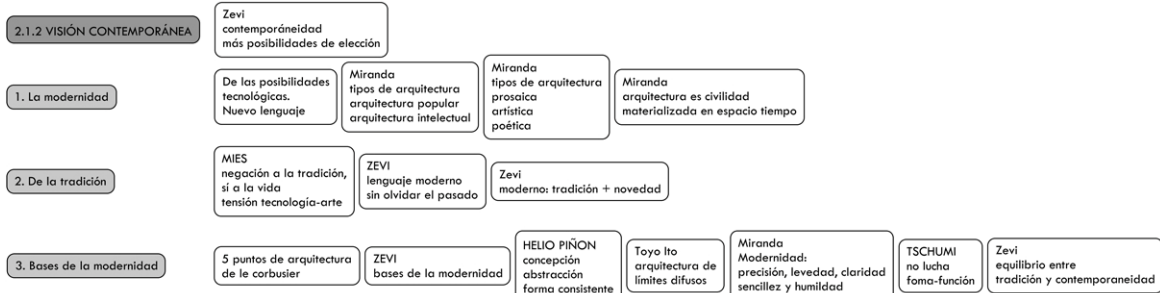 2.1.2 VISIÓN CONTEMPORÁNEA
Zevi
contemporáneidad
más posibilidades de elección
1. La modernidad
De las posibilidades
tecnológicas.
Nuevo lenguaje
Miranda
tipos de arquitectura
arquitectura popular
arquitectura intelectual
Miranda
tipos de arquitectura
prosaica
artística
poética
Miranda
arquitectura es civilidad
materializada en espacio tiempo
2. De la tradición
MIES
negación a la tradición,
sí a la vida
tensión tecnología-arte
ZEVI
lenguaje moderno
sin olvidar el pasado
Zevi
moderno: tradición + novedad
3. Bases de la modernidad
5 puntos de arquitectura
de le corbusier
ZEVI
bases de la modernidad
HELIO PIÑON
concepción
abstracción
forma consistente
Toyo Ito
arquitectura de
límites difusos
Miranda
Modernidad:
precisión, levedad, claridad
sencillez y humildad
TSCHUMI
no lucha
foma-función
Zevi
equilibrio entre
tradición y contemporaneidad